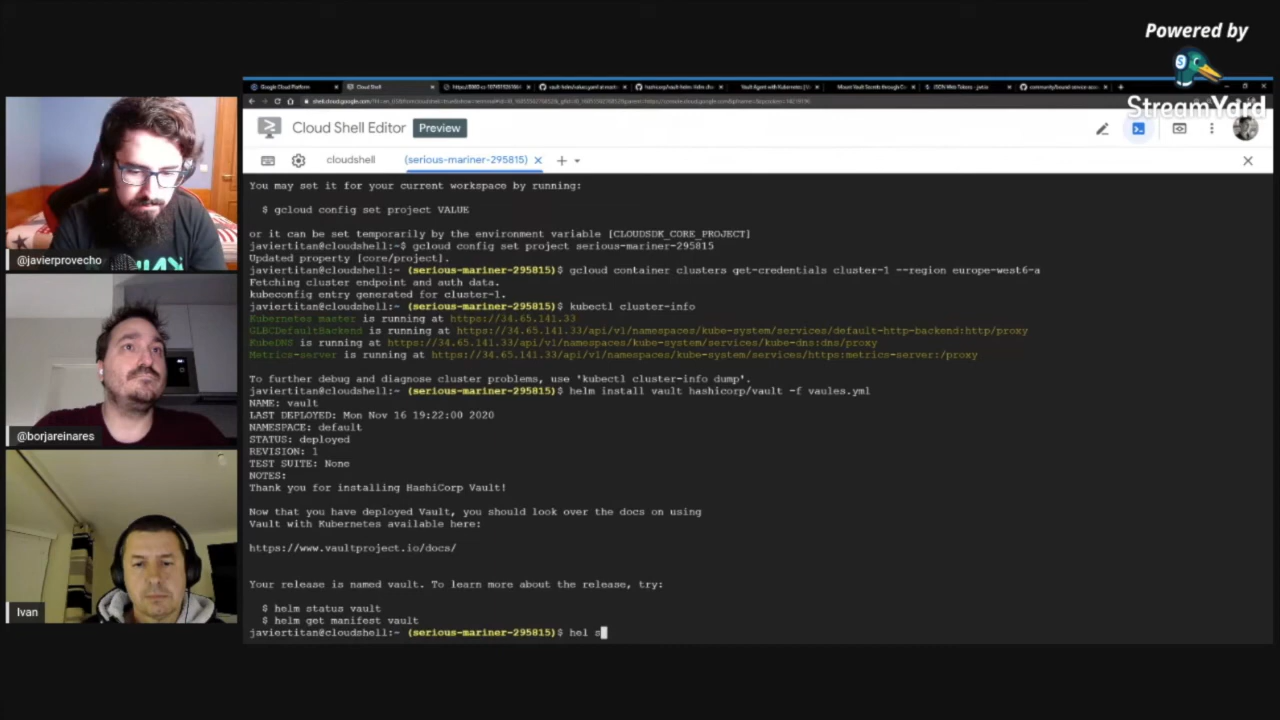 Powered by
StreamYard
Google Cloud Platform
Cloud Shell
Cloud Shell Editor
Preview
cloudshell
(serious-mariner-295815)
You may set it for your current workspace by running:
$ gcloud config set project VALUE
or it can be set temporarily by the environment variable [CLOUDSDK_CORE_PROJECT]
javiertitan@cloudshell:~$ gcloud config set project serious-mariner-295815
Updated property [core/project].
javiertitan@cloudshell:~ (serious-mariner-295815)$ gcloud container clusters get-credentials cluster-1 --region europe-west6-a
Fetching cluster endpoint and auth data.
kubeconfig entry generated for cluster-1.
javiertitan@cloudshell:~ (serious-mariner-295815)$ kubectl cluster-info
Kubernetes master is running at https://34.65.141.33
GLBCDefaultBackend is running at https://34.65.141.33/api/v1/namespaces/kube-system/services/default-http-backend:http/proxy
KubeDNS is running at https://34.65.141.33/api/v1/namespaces/kube-system/services/kube-dns:dns/proxy
Metrics-server is running at https://34.65.141.33/api/v1/namespaces/kube-system/services/https:metrics-server:/proxy
To further debug and diagnose cluster problems, use 'kubectl cluster-info dump'.
javiertitan@cloudshell:~ (serious-mariner-295815)$ helm install vault hashicorp/vault -f vaules.yml
NAME: vault
LAST DEPLOYED: Mon Nov 16 19:22:00 2020
NAMESPACE: default
STATUS: deployed
REVISION: 1
TEST SUITE: None
NOTES:
Thank you for installing HashiCorp Vault!
Now that you have deployed Vault, you should look over the docs on using
Vault with Kubernetes available here:
https://www.vaultproject.io/docs/
Your release is named vault. To learn more about the release, try:
$ helm status vault
$ helm get manifest vault
javiertitan@cloudshell:~ (serious-mariner-295815)$ hel s
@javierprovecho
@borjareinares
Ivan